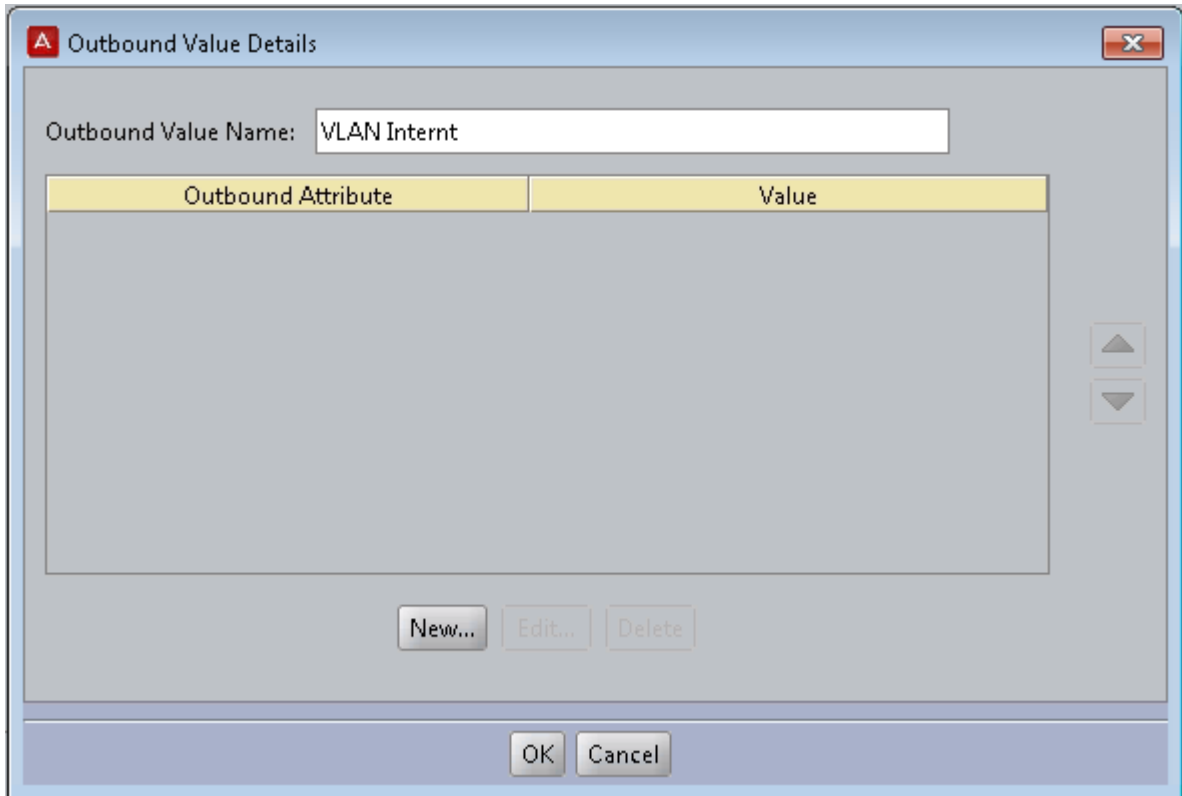 A Outbound Value Details
Outbound Value Name: VLAN Internt
Outbound Attribute Value
New... Edit... Delete
OK Cancel